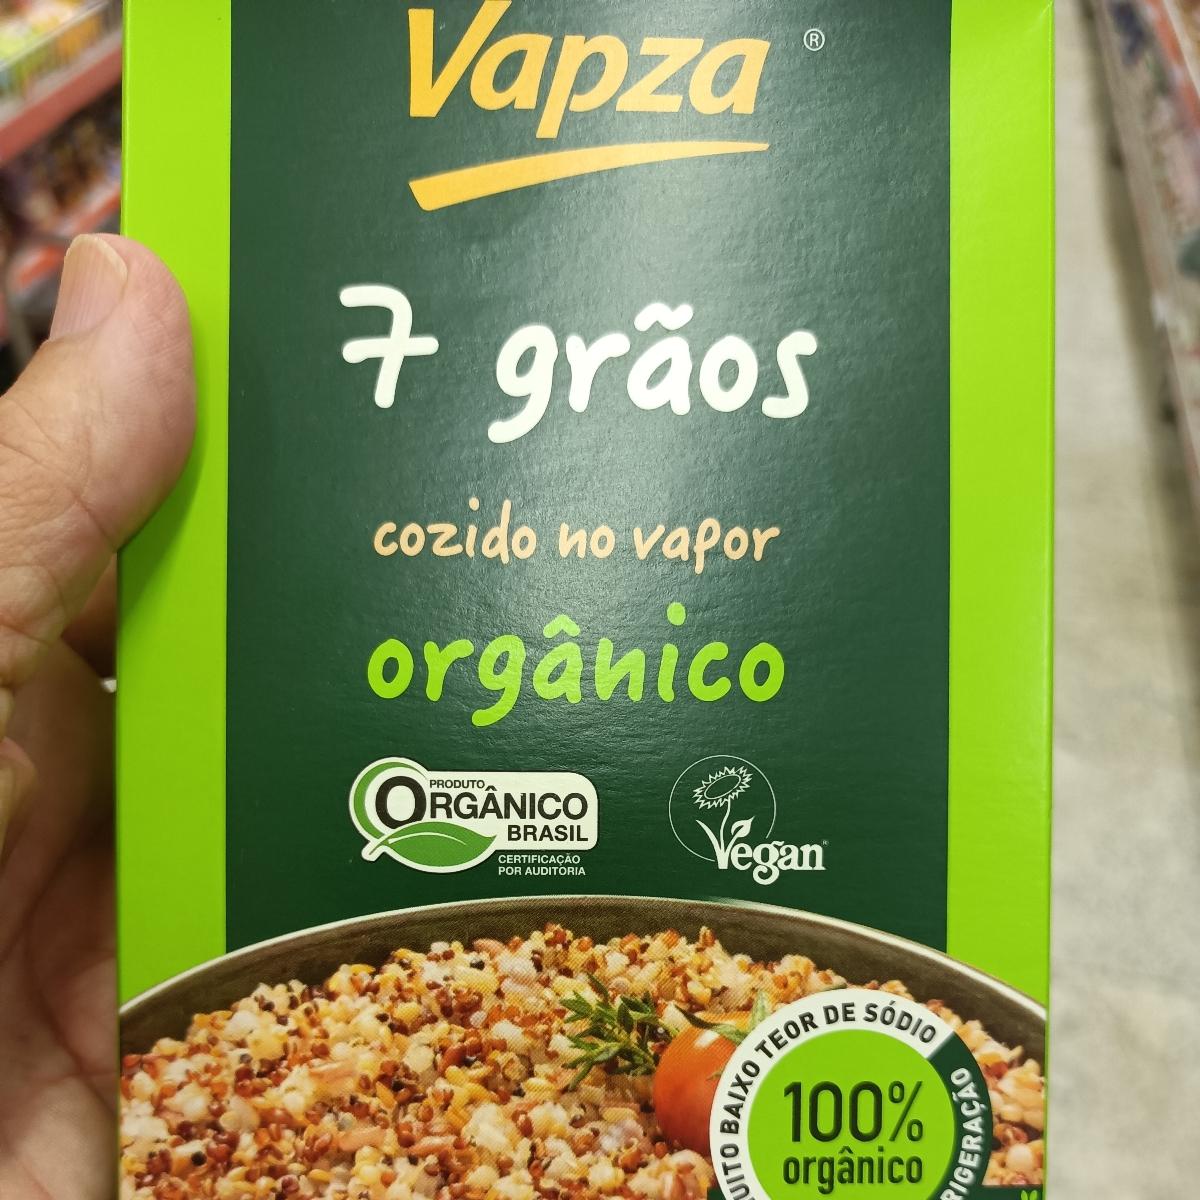 Vapza ®
7 grãos
cozido no vapor
orgânico
PRODUTO
ORGÂNICO
BRASIL
CERTIFICAÇÃO
POR AUDITORIA
Vegan
BAIXO TEOR DE SÓDIO
100%
orgânico